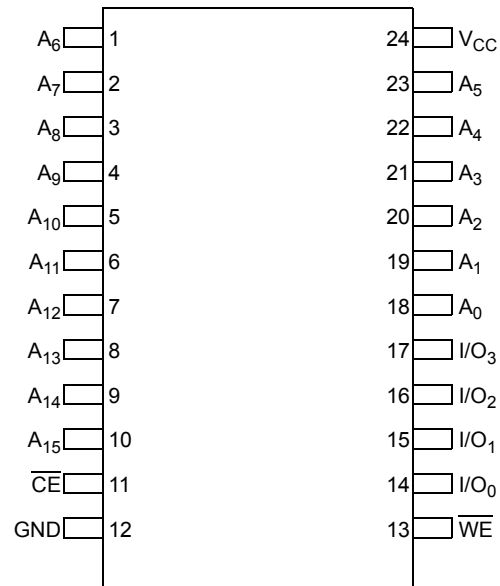 A6 1 24 VCC
A7 2 23 A5
A8 3 22 A4
A9 4 21 A3
A10 5 20 A2
A11 6 19 A1
A12 7 18 A0
A13 8 17 I/O3
A14 9 16 I/O2
A15 10 15 I/O1
C̅E̅ 11 14 I/O0
GND 12 13 W̅E̅